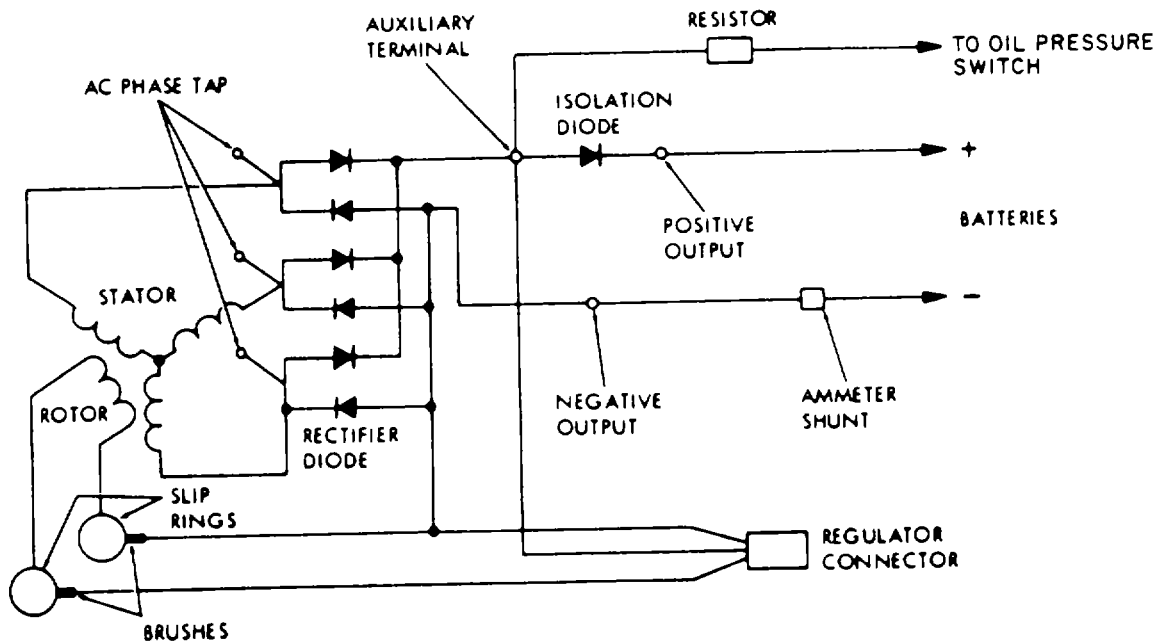 AUXILIARY
TERMINAL
RESISTOR
TO OIL PRESSURE
SWITCH
AC PHASE TAP
ISOLATION
DIODE
+
POSITIVE
OUTPUT
BATTERIES
STATOR
-
ROTOR
RECTIFIER
DIODE
NEGATIVE
OUTPUT
AMMETER
SHUNT
SLIP
RINGS
REGULATOR
CONNECTOR
BRUSHES